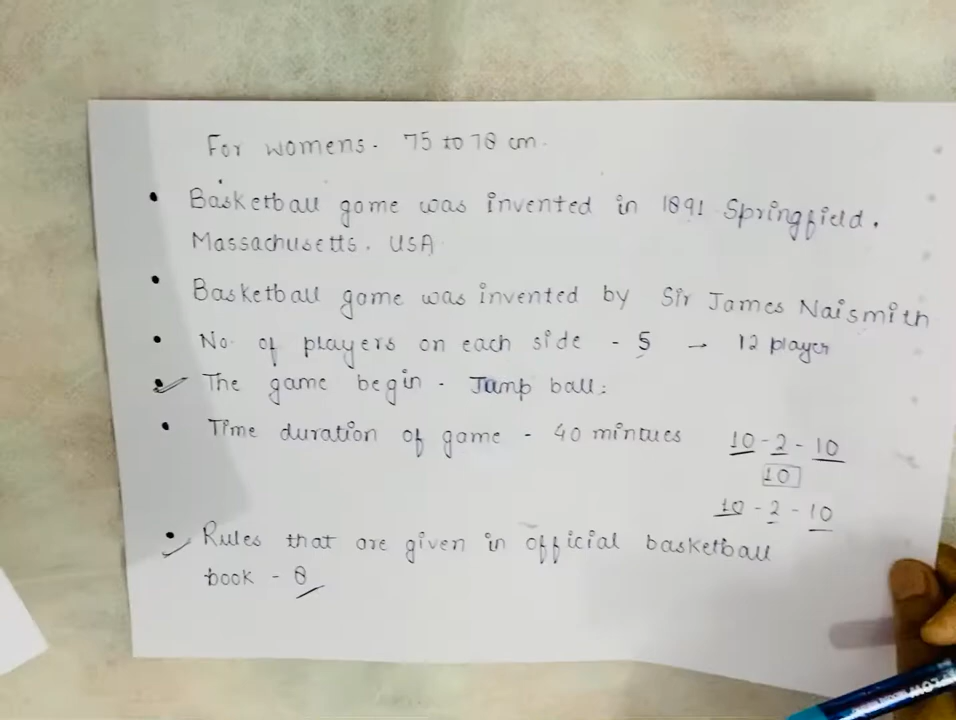 For womens. 75 to 78 cm.
Basketball game was invented in 1891 Springfield.
Massachusetts. USA
Basketball game was invented by Sir James Naismith
No. of players on each side - 5 → 12 player
The game begin - Jump ball.
Time duration of game - 40 mintues
10 - 2 - 10
10
10 - 2 - 10
Rules that are given in official basketball
book - 8